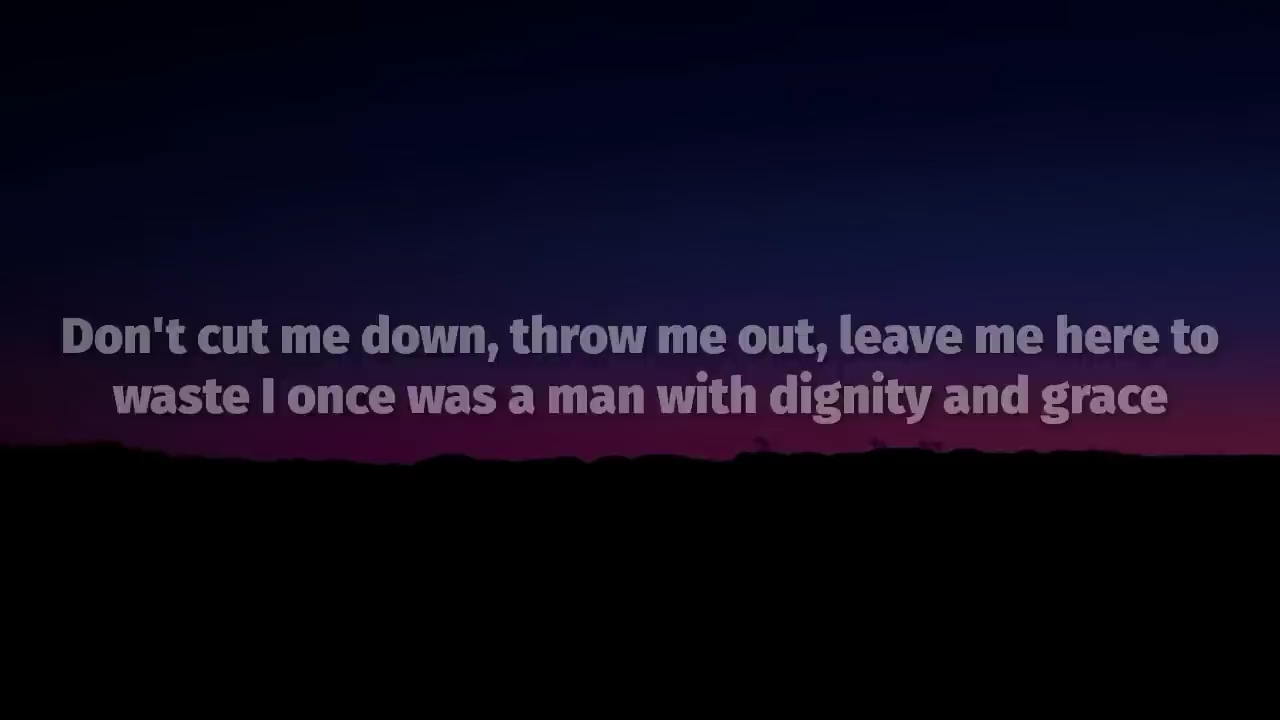 Don't cut me down, throw me out, leave me here to
waste I once was a man with dignity and grace